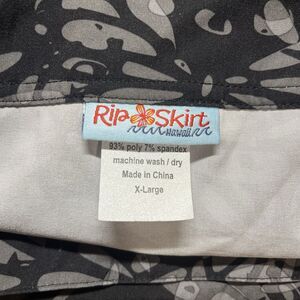 Rip Skirt
Hawaii
93% poly 7% spandex
machine wash / dry
Made in China
X-Large